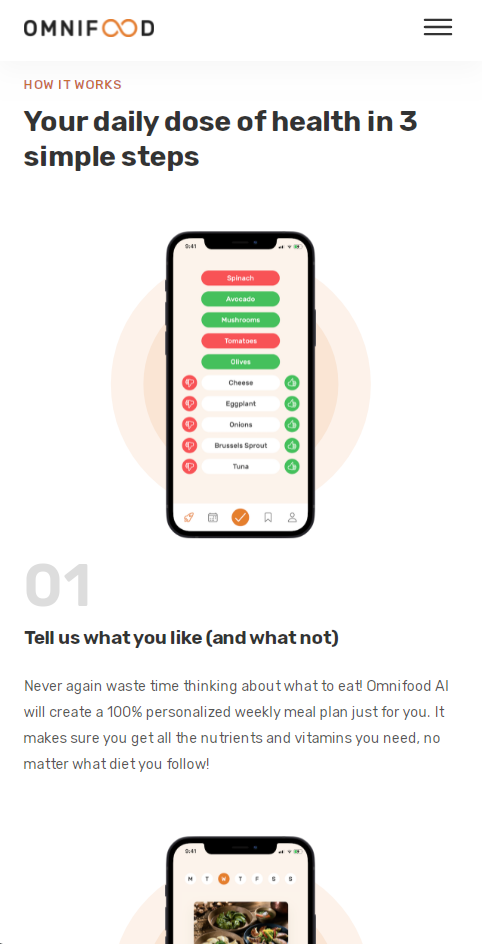 OMNIFOOD
HOW IT WORKS
Your daily dose of health in 3
simple steps
9:41
Spinach
Avocado
Mushrooms
Tomatoes
Olives
Cheese
Eggplant
Onions
Brussels Sprout
Tuna
01
Tell us what you like (and what not)
Never again waste time thinking about what to eat! Omnifood AI
will create a 100% personalized weekly meal plan just for you. It
makes sure you get all the nutrients and vitamins you need, no
matter what diet you follow!
9:41
M T W T F S S